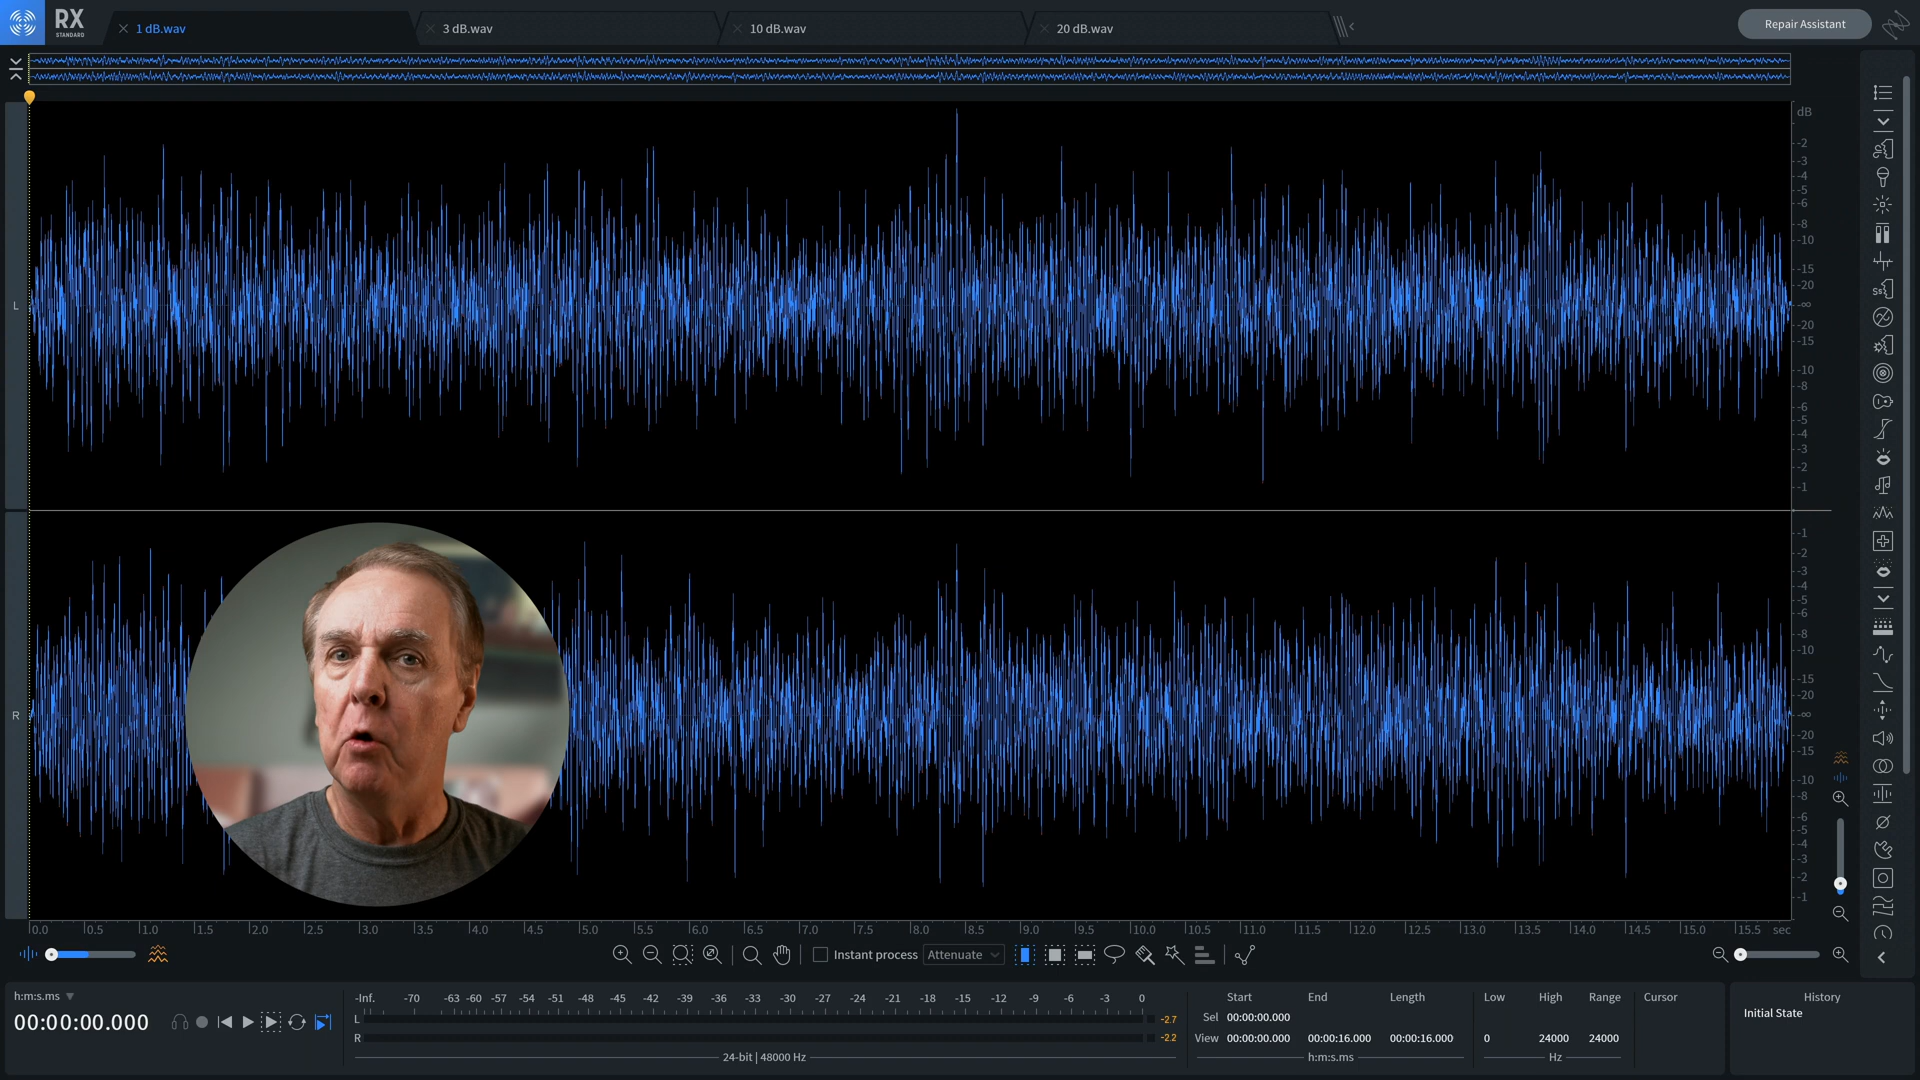 RX
STANDARD
1 dB.wav
3 dB.wav
10 dB.wav
20 dB.wav
Repair Assistant
dB
-2
-3
-4
-5
-6
-8
-10
-15
-20
-∞
-20
-15
-10
-8
-6
-5
-4
-3
-2
-1
L
-1
-2
-3
-4
-5
-6
-8
-10
-15
-20
-∞
-20
-15
-10
-8
-6
-5
-4
-3
-2
-1
R
0.0 0.5 1.0 1.5 2.0 2.5 3.0 3.5 4.0 4.5 5.0 5.5 6.0 6.5 7.0 7.5 8.0 8.5 9.0 9.5 10.0 10.5 11.0 11.5 12.0 12.5 13.0 13.5 14.0 14.5 15.0 15.5 sec
Instant process
Attenuate
h:m:s.ms
00:00:00.000
-Inf. -70 -63 -60 -57 -54 -51 -48 -45 -42 -39 -36 -33 -30 -27 -24 -21 -18 -15 -12 -9 -6 -3 0
L -2.7
R -2.2
24-bit | 48000 Hz
Start End Length
Sel 00:00:00.000
View 00:00:00.000 00:00:16.000 00:00:16.000
h:m:s.ms
Low High Range
0 24000 24000
Hz
Cursor
History
Initial State